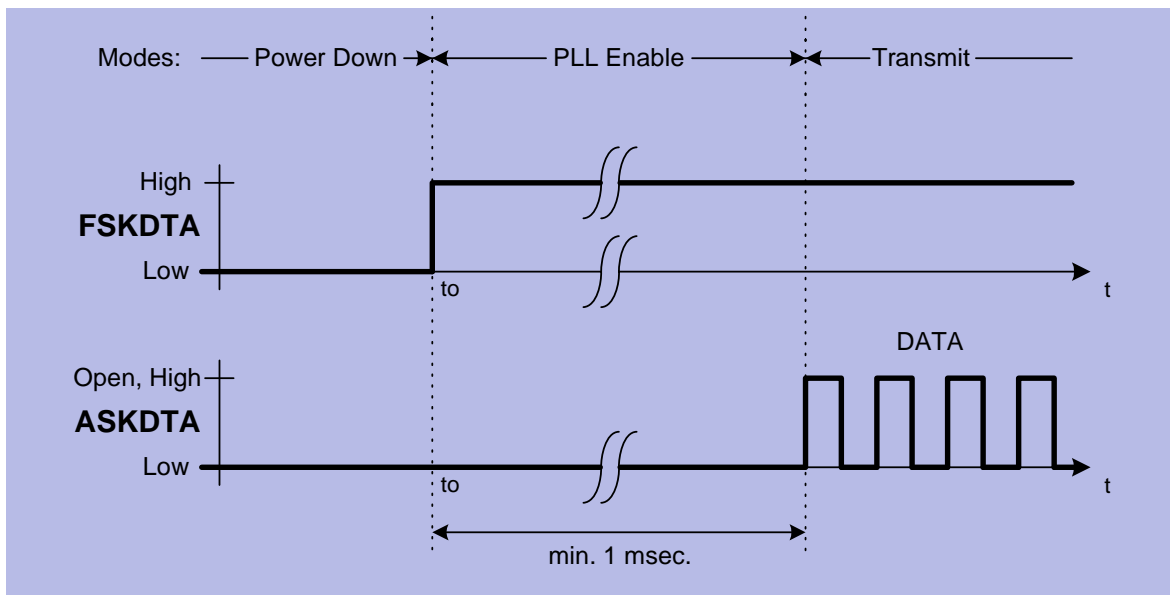 Modes: Power Down PLL Enable Transmit
High
FSKDTA
Low
to
t
DATA
Open, High
ASKDTA
Low
to
t
min. 1 msec.